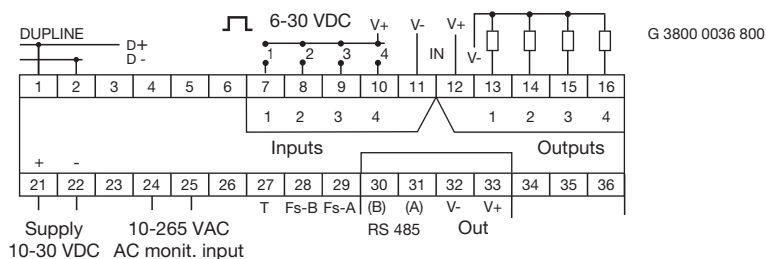 6-30 VDC
V+ V- V+
G 3800 0036 800
DUPLINE
D+
D -
1 2 3 4
IN
V-
1 2 3 4 5 6 7 8 9 10 11 12 13 14 15 16
1 2 3 4 1 2 3 4
Inputs Outputs
+ -
21 22 23 24 25 26 27 28 29 30 31 32 33 34 35 36
T Fs-B Fs-A (B) (A) V- V+
Supply 10-265 VAC RS 485 Out
10-30 VDC AC monit. input